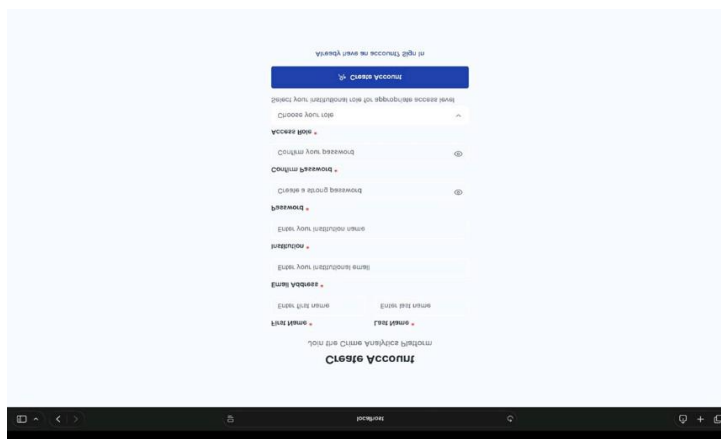 localhost
Create Account
Join the Crime Analytics Platform
First Name *
Last Name *
Enter first name
Enter last name
Email Address *
Enter your institutional email
Institution *
Enter your institution name
Password *
Create a strong password
Confirm Password *
Confirm your password
Access Role *
Choose your role
Select your institutional role for appropriate access level
Create Account
Already have an account? Sign in